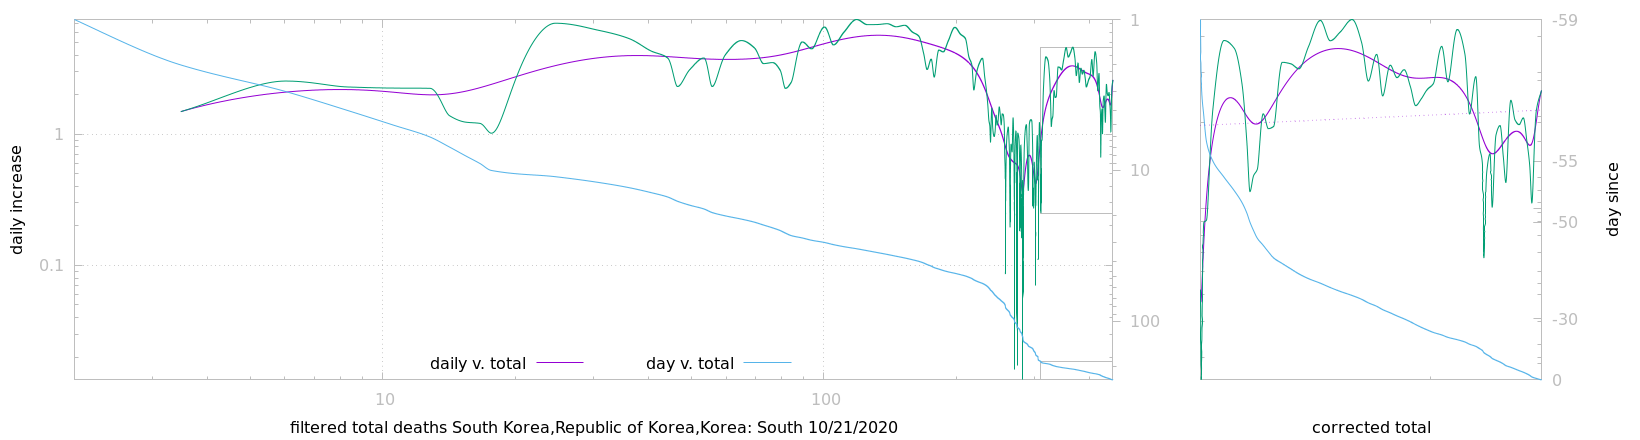 daily increase
1
0.1
10
100
1
10
100
daily v. total
day v. total
filtered total deaths South Korea,Republic of Korea,Korea: South 10/21/2020
-59
-55
-50
-30
0
day since
corrected total